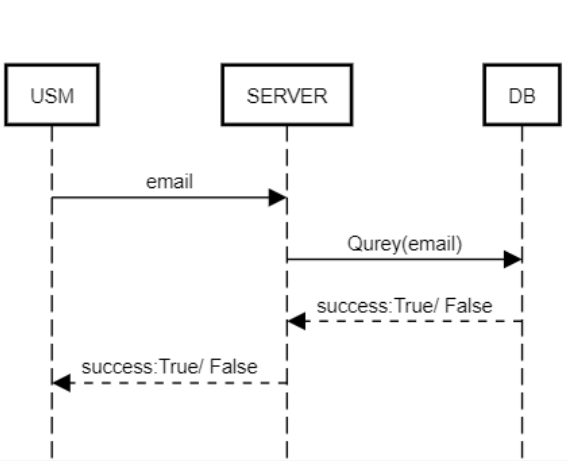 USM
SERVER
DB
email
Qurey(email)
success:True/ False
success:True/ False